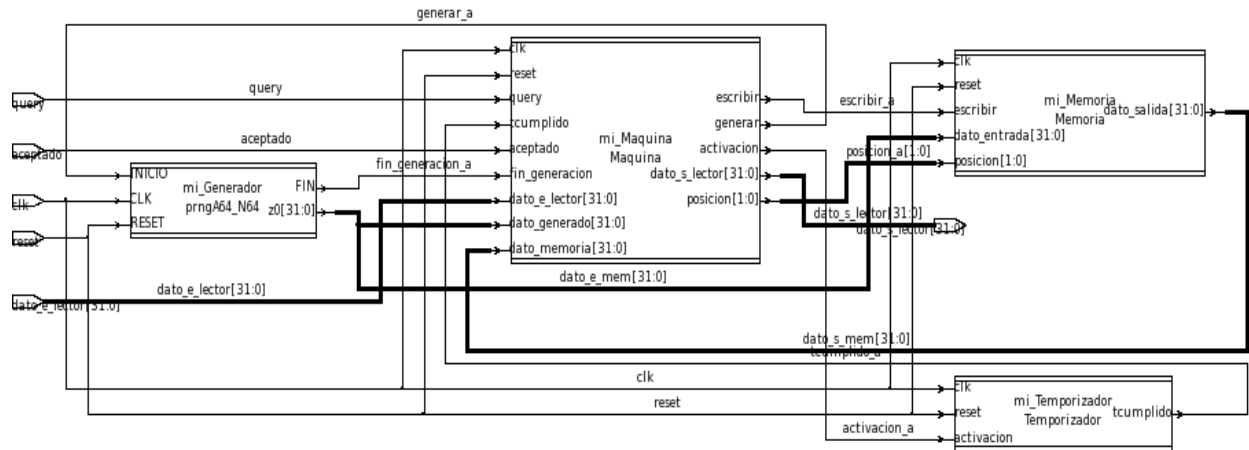 generar_a
query
query
aceptado
aceptado
clk
reset
dato_e_lector[31:0]
dato_e_lector[31:0]
INICIO
CLK
RESET
mi_Generador
prngA64_N64
FIN
z0[31:0]
fin_generacion_a
clk
reset
query
tcumplido
aceptado
fin_generacion
dato_e_lector[31:0]
dato_generado[31:0]
dato_memoria[31:0]
mi_Maquina
Maquina
escribir
generar
activacion
dato_s_lector[31:0]
posicion[1:0]
escribir_a
posicion_a[1:0]
dato_s_lector[31:0]
dato_s_lector[31:0]
clk
reset
escribir
dato_entrada[31:0]
posicion[1:0]
mi_Memoria
Memoria
dato_salida[31:0]
dato_e_mem[31:0]
dato_s_mem[31:0]
tcumplido_a
clk
reset
activacion_a
clk
reset
activacion
mi_Temporizador
Temporizador
tcumplido